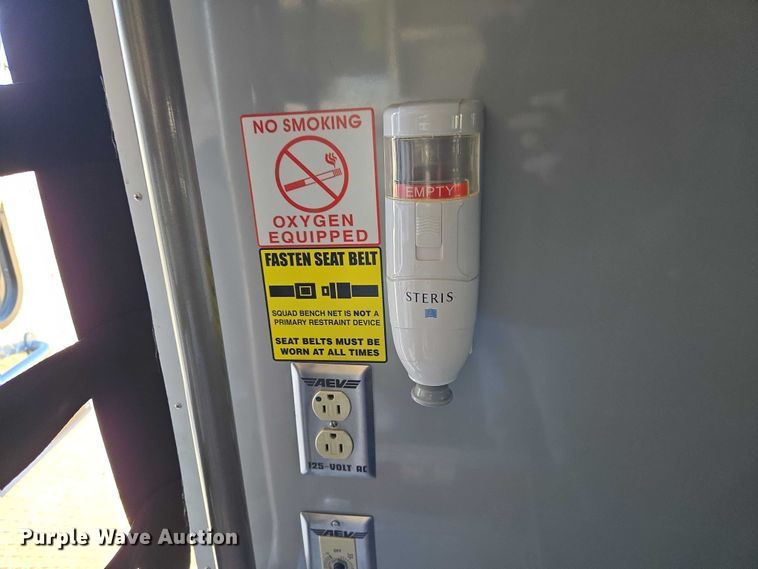 NO SMOKING
OXYGEN
EQUIPPED
FASTEN SEAT BELT
SQUAD BENCH NET IS NOT A
PRIMARY RESTRAINT DEVICE
SEAT BELTS MUST BE
WORN AT ALL TIMES
EMPTY
STERIS
AEV
125-VOLT AC
AEV
OFF
Purple Wave Auction